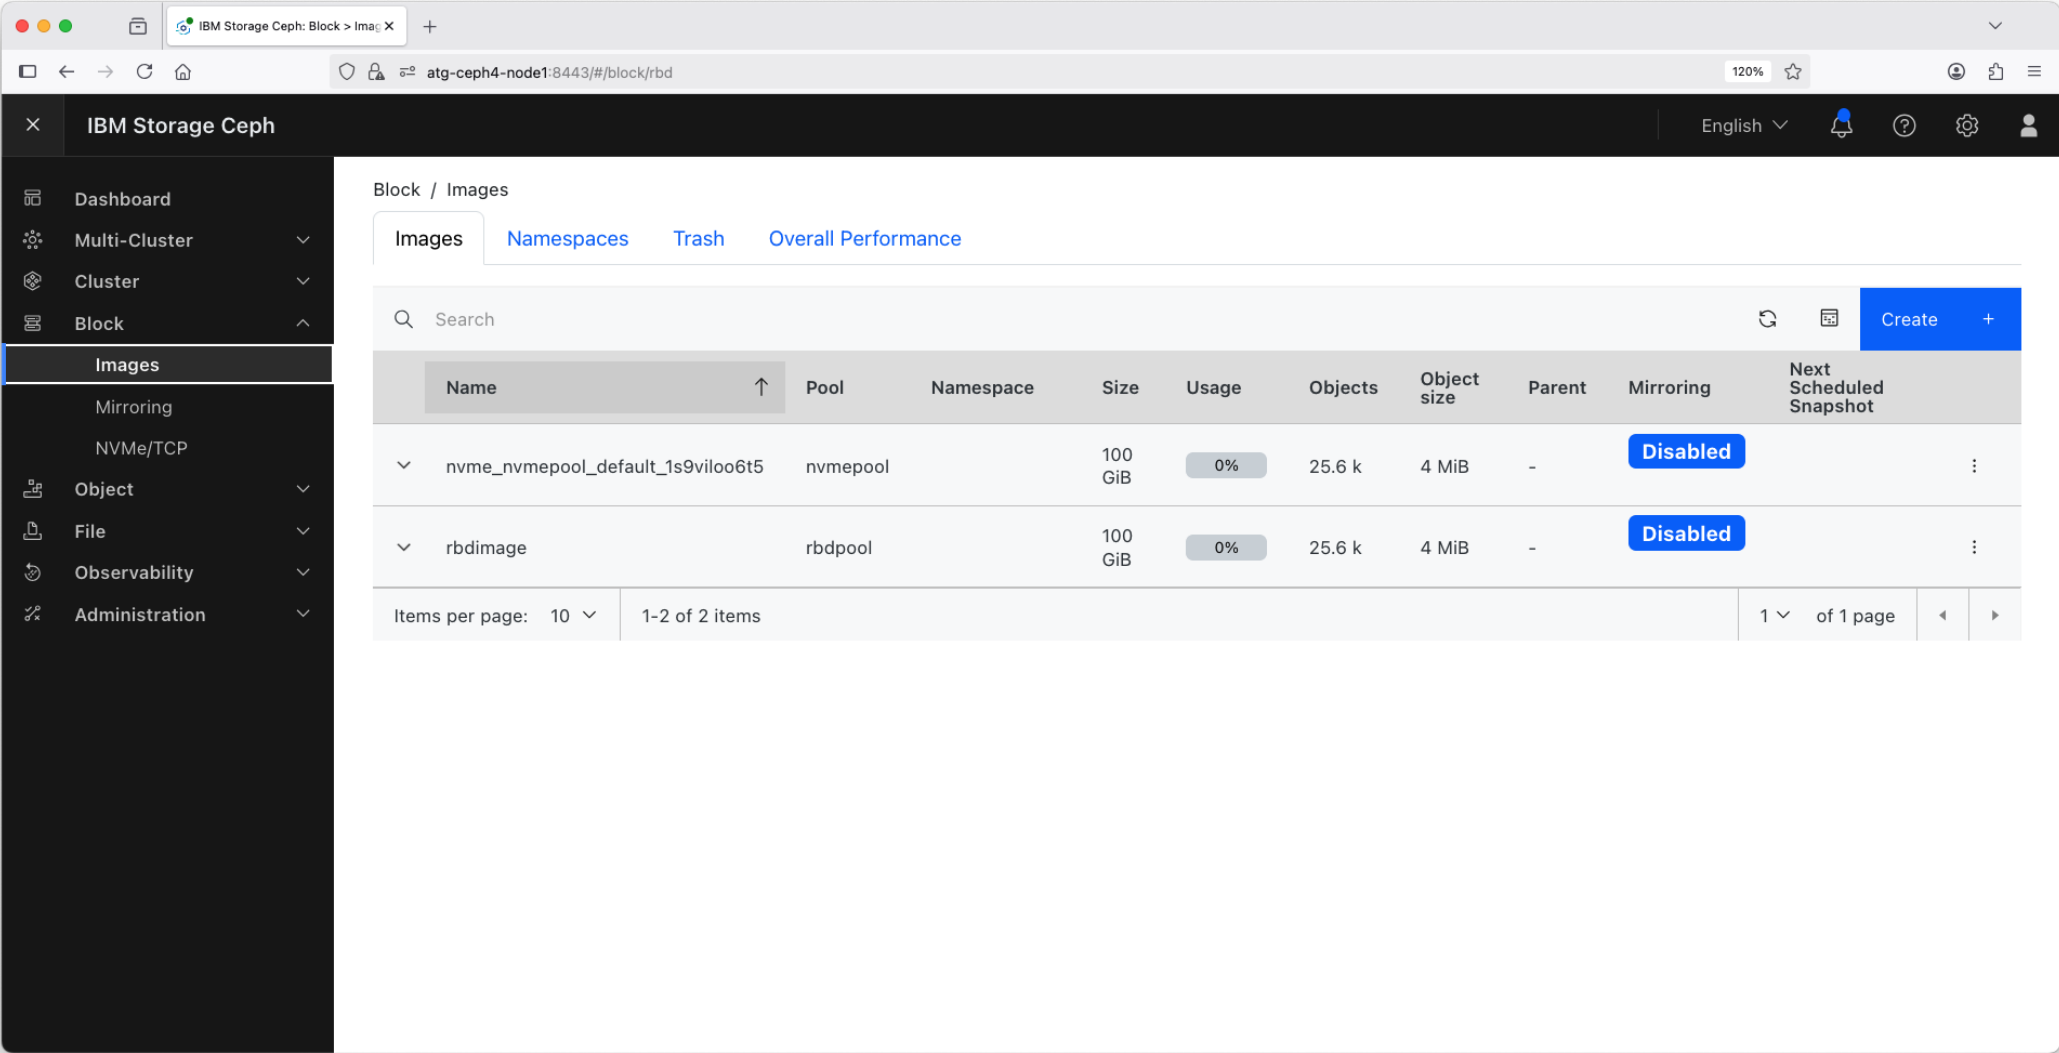 IBM Storage Ceph: Block > Imag
atg-ceph4-node1:8443/#/block/rbd
120%
IBM Storage Ceph
English
Dashboard
Multi-Cluster
Cluster
Block
Images
Mirroring
NVMe/TCP
Object
File
Observability
Administration
Block / Images
Images Namespaces Trash Overall Performance
Search
Create +
Name Pool Namespace Size Usage Objects Object size Parent Mirroring Next Scheduled Snapshot
nvme_nvmepool_default_1s9viloo6t5 nvmepool 100 GiB 0% 25.6 k 4 MiB - Disabled
rbdimage rbdpool 100 GiB 0% 25.6 k 4 MiB - Disabled
Items per page: 10 1-2 of 2 items 1 of 1 page